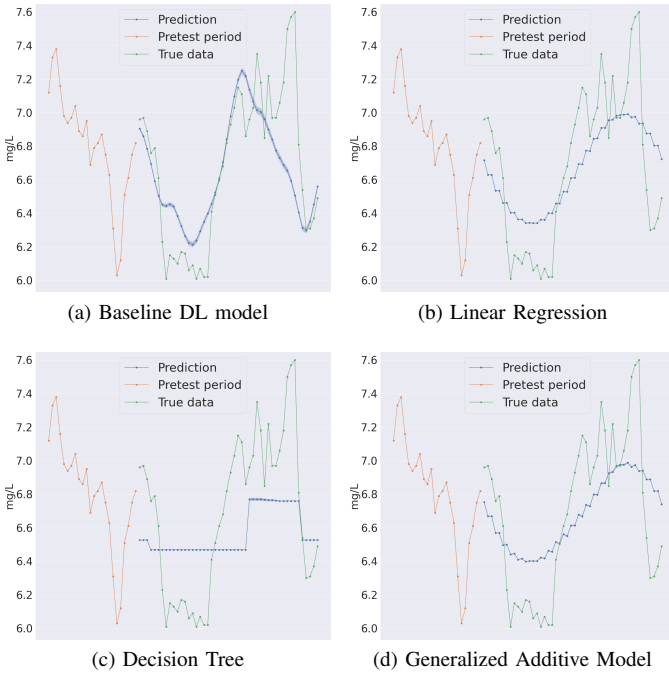 7.6
7.4
7.2
7.0
6.8
6.6
6.4
6.2
6.0
mg/L
Prediction
Pretest period
True data
(a) Baseline DL model
7.6
7.4
7.2
7.0
6.8
6.6
6.4
6.2
6.0
mg/L
Prediction
Pretest period
True data
(b) Linear Regression
7.6
7.4
7.2
7.0
6.8
6.6
6.4
6.2
6.0
mg/L
Prediction
Pretest period
True data
(c) Decision Tree
7.6
7.4
7.2
7.0
6.8
6.6
6.4
6.2
6.0
mg/L
Prediction
Pretest period
True data
(d) Generalized Additive Model